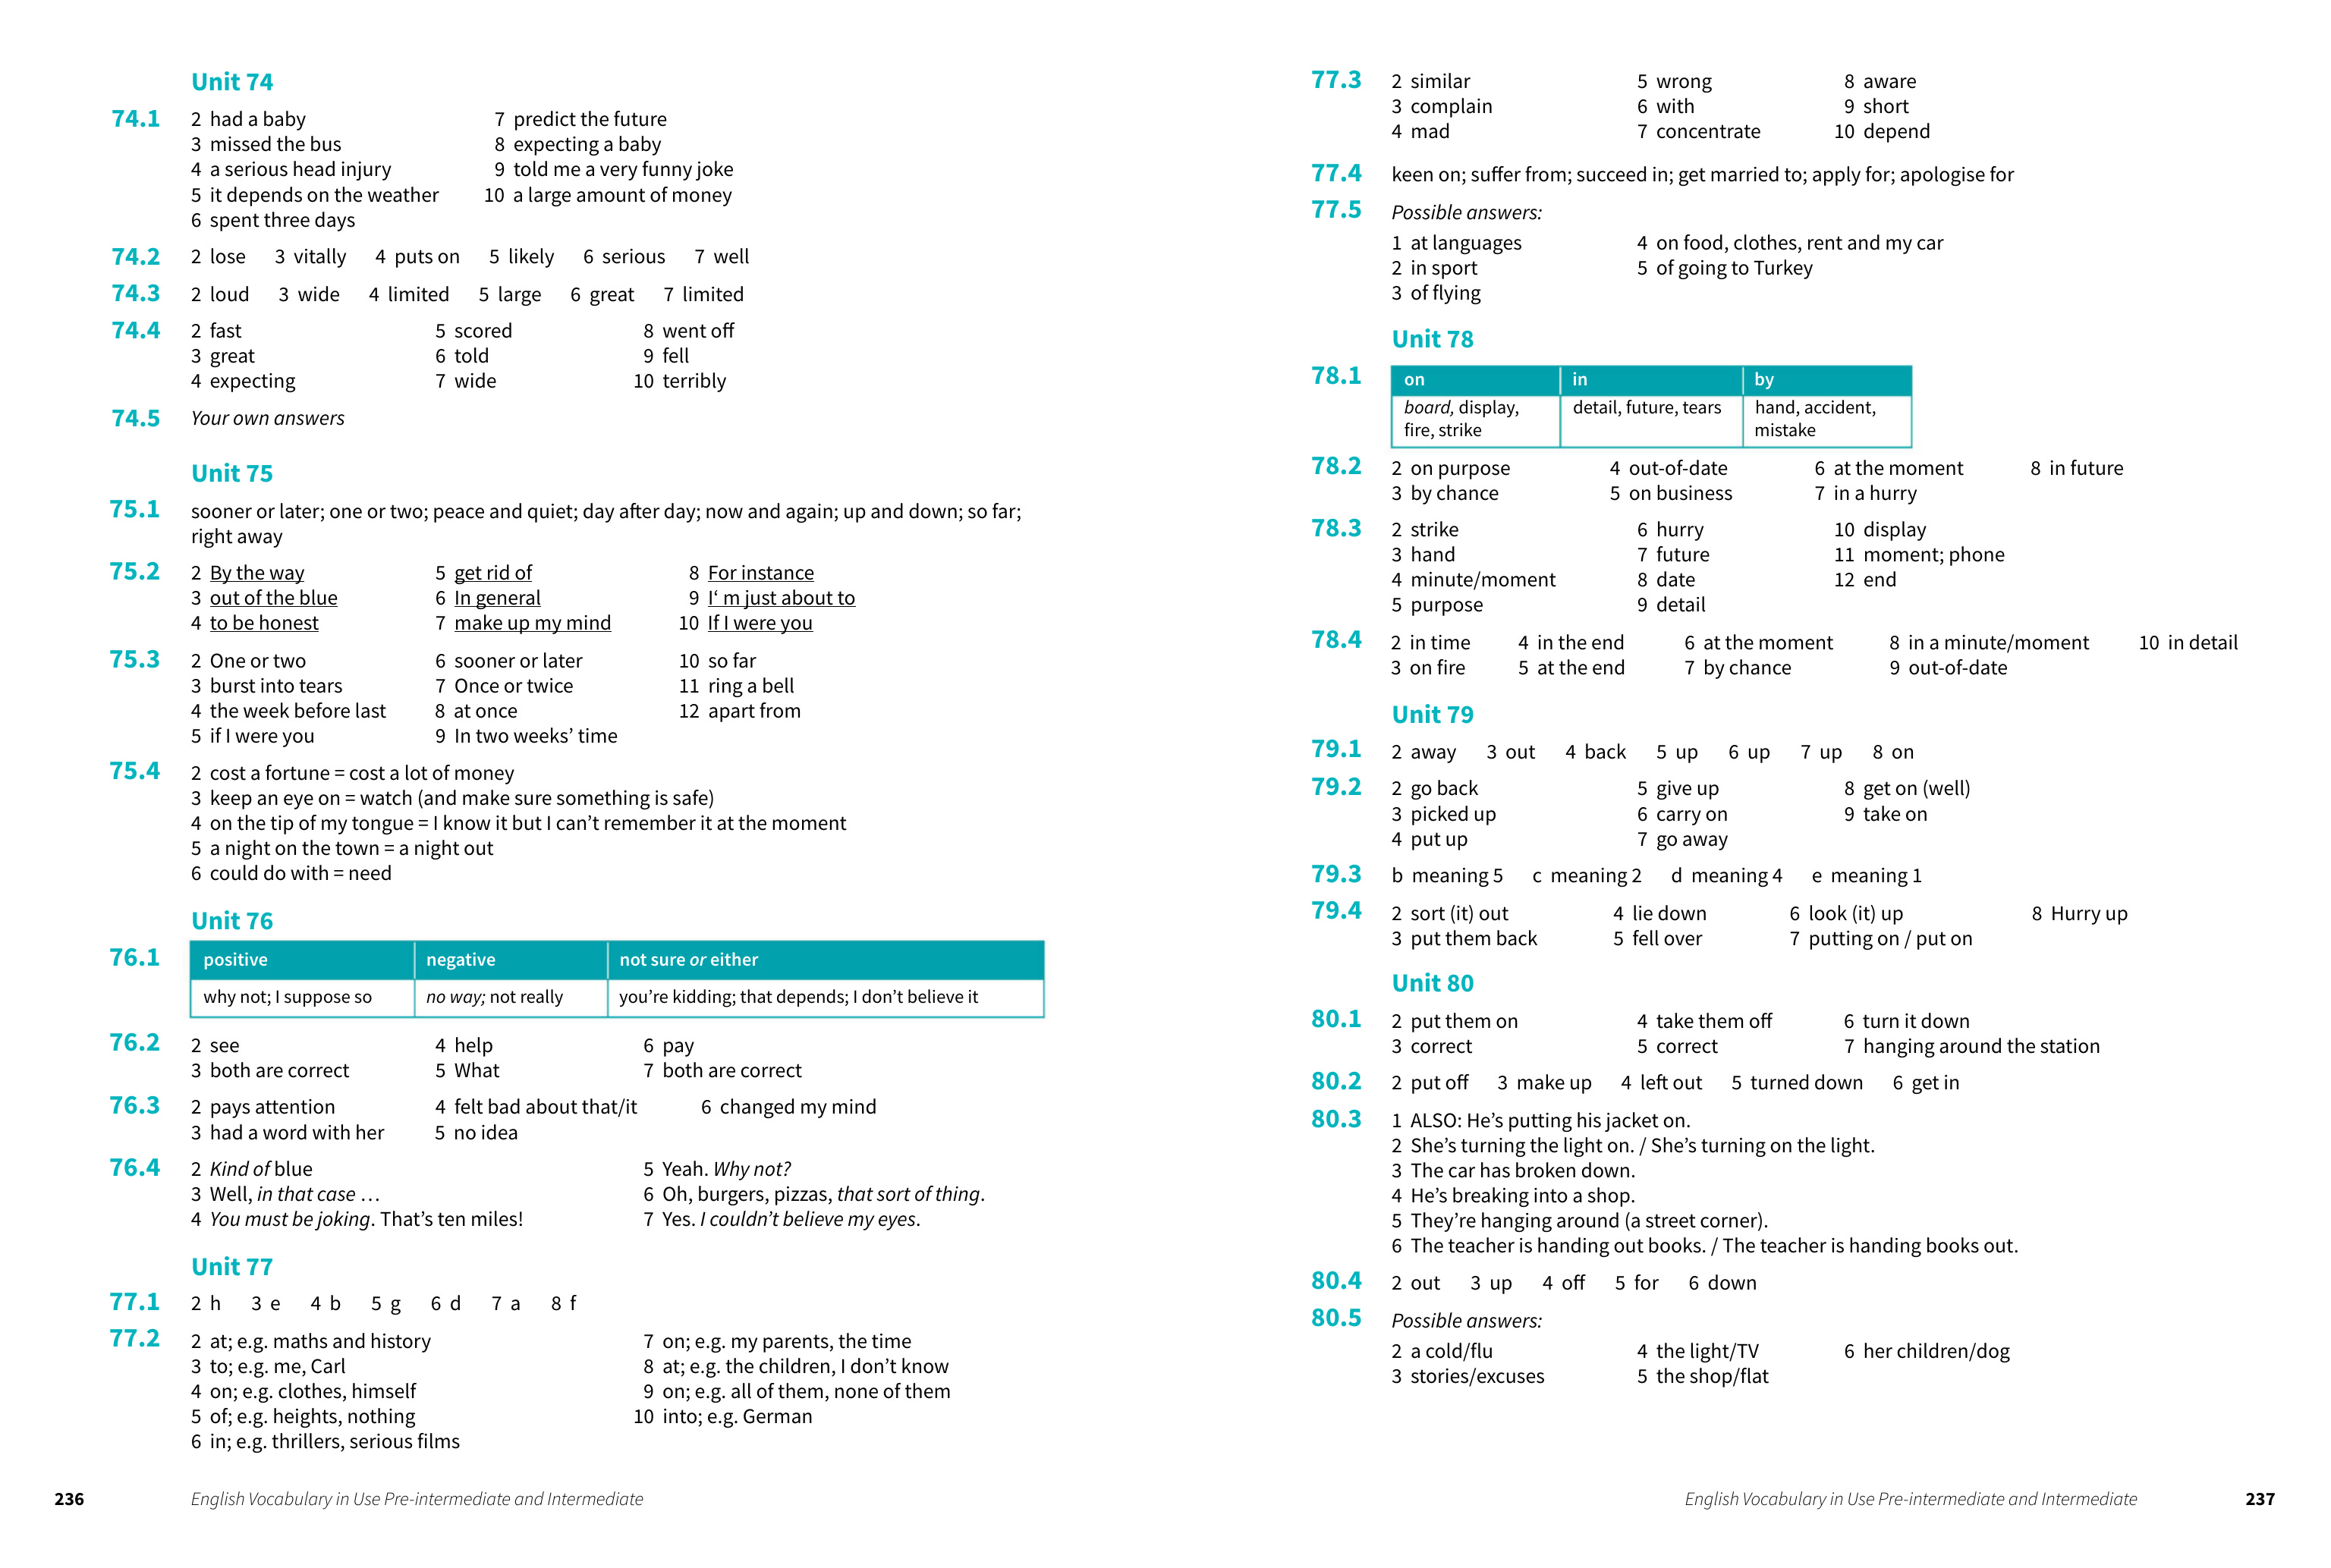 Unit 74
74.1 2 had a baby 7 predict the future
3 missed the bus 8 expecting a baby
4 a serious head injury 9 told me a very funny joke
5 it depends on the weather 10 a large amount of money
6 spent three days
74.2 2 lose 3 vitally 4 puts on 5 likely 6 serious 7 well
74.3 2 loud 3 wide 4 limited 5 large 6 great 7 limited
74.4 2 fast 5 scored 8 went off
3 great 6 told 9 fell
4 expecting 7 wide 10 terribly
74.5 Your own answers
Unit 75
75.1 sooner or later; one or two; peace and quiet; day after day; now and again; up and down; so far;
right away
75.2 2 By the way 5 get rid of 8 For instance
3 out of the blue 6 In general 9 I‘ m just about to
4 to be honest 7 make up my mind 10 If I were you
75.3 2 One or two 6 sooner or later 10 so far
3 burst into tears 7 Once or twice 11 ring a bell
4 the week before last 8 at once 12 apart from
5 if I were you 9 In two weeks’ time
75.4 2 cost a fortune = cost a lot of money
3 keep an eye on = watch (and make sure something is safe)
4 on the tip of my tongue = I know it but I can’t remember it at the moment
5 a night on the town = a night out
6 could do with = need
Unit 76
76.1 positive negative not sure or either
why not; I suppose so no way; not really you’re kidding; that depends; I don’t believe it
76.2 2 see 4 help 6 pay
3 both are correct 5 What 7 both are correct
76.3 2 pays attention 4 felt bad about that/it 6 changed my mind
3 had a word with her 5 no idea
76.4 2 Kind of blue 5 Yeah. Why not?
3 Well, in that case … 6 Oh, burgers, pizzas, that sort of thing.
4 You must be joking. That’s ten miles! 7 Yes. I couldn’t believe my eyes.
Unit 77
77.1 2 h 3 e 4 b 5 g 6 d 7 a 8 f
77.2 2 at; e.g. maths and history 7 on; e.g. my parents, the time
3 to; e.g. me, Carl 8 at; e.g. the children, I don’t know
4 on; e.g. clothes, himself 9 on; e.g. all of them, none of them
5 of; e.g. heights, nothing 10 into; e.g. German
6 in; e.g. thrillers, serious films
236 English Vocabulary in Use Pre-intermediate and Intermediate
77.3 2 similar 5 wrong 8 aware
3 complain 6 with 9 short
4 mad 7 concentrate 10 depend
77.4 keen on; suffer from; succeed in; get married to; apply for; apologise for
77.5 Possible answers:
1 at languages 4 on food, clothes, rent and my car
2 in sport 5 of going to Turkey
3 of flying
Unit 78
78.1 on in by
board, display, detail, future, tears hand, accident,
fire, strike mistake
78.2 2 on purpose 4 out-of-date 6 at the moment 8 in future
3 by chance 5 on business 7 in a hurry
78.3 2 strike 6 hurry 10 display
3 hand 7 future 11 moment; phone
4 minute/moment 8 date 12 end
5 purpose 9 detail
78.4 2 in time 4 in the end 6 at the moment 8 in a minute/moment 10 in detail
3 on fire 5 at the end 7 by chance 9 out-of-date
Unit 79
79.1 2 away 3 out 4 back 5 up 6 up 7 up 8 on
79.2 2 go back 5 give up 8 get on (well)
3 picked up 6 carry on 9 take on
4 put up 7 go away
79.3 b meaning 5 c meaning 2 d meaning 4 e meaning 1
79.4 2 sort (it) out 4 lie down 6 look (it) up 8 Hurry up
3 put them back 5 fell over 7 putting on / put on
Unit 80
80.1 2 put them on 4 take them off 6 turn it down
3 correct 5 correct 7 hanging around the station
80.2 2 put off 3 make up 4 left out 5 turned down 6 get in
80.3 1 ALSO: He’s putting his jacket on.
2 She’s turning the light on. / She’s turning on the light.
3 The car has broken down.
4 He’s breaking into a shop.
5 They’re hanging around (a street corner).
6 The teacher is handing out books. / The teacher is handing books out.
80.4 2 out 3 up 4 off 5 for 6 down
80.5 Possible answers:
2 a cold/flu 4 the light/TV 6 her children/dog
3 stories/excuses 5 the shop/flat
English Vocabulary in Use Pre-intermediate and Intermediate 237